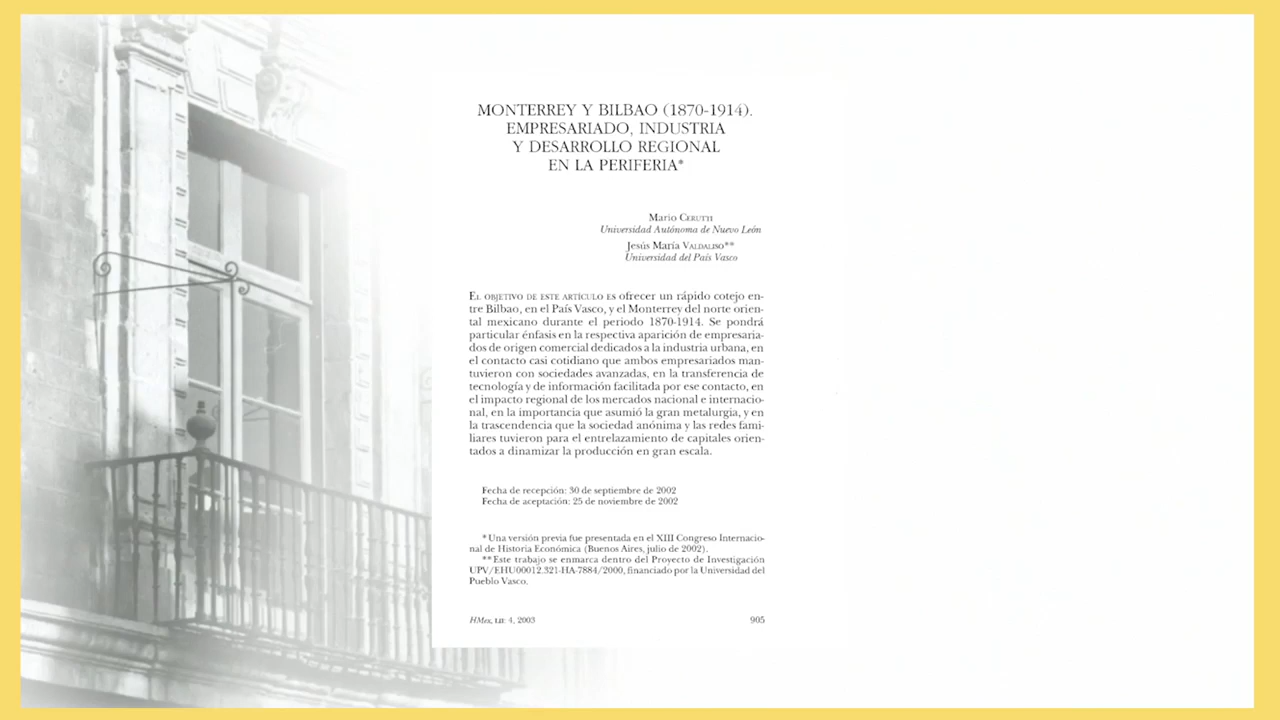 MONTERREY Y BILBAO (1870-1914).
EMPRESARIADO, INDUSTRIA
Y DESARROLLO REGIONAL
EN LA PERIFERIA*
Mario CERUTTI
Universidad Autónoma de Nuevo León
Jesús María VALDALISO**
Universidad del País Vasco
EL OBJETIVO DE ESTE ARTÍCULO ES ofrecer un rápido cotejo en-
tre Bilbao, en el País Vasco, y el Monterrey del norte orien-
tal mexicano durante el periodo 1870-1914. Se pondrá
particular énfasis en la respectiva aparición de empresaria-
dos de origen comercial dedicados a la industria urbana, en
el contacto casi cotidiano que ambos empresariados man-
tuvieron con sociedades avanzadas, en la transferencia de
tecnología y de información facilitada por ese contacto, en
el impacto regional de los mercados nacional e internacio-
nal, en la importancia que asumió la gran metalurgia, y en
la trascendencia que la sociedad anónima y las redes fami-
liares tuvieron para el entrelazamiento de capitales orien-
tados a dinamizar la producción en gran escala.
Fecha de recepción: 30 de septiembre de 2002
Fecha de aceptación: 25 de noviembre de 2002
* Una versión previa fue presentada en el XIII Congreso Internacio-
nal de Historia Económica (Buenos Aires, julio de 2002).
** Este trabajo se enmarca dentro del Proyecto de Investigación
UPV/EHU00012.321-HA-7884/2000, financiado por la Universidad del
Pueblo Vasco.
HMex, LII: 4, 2003 905